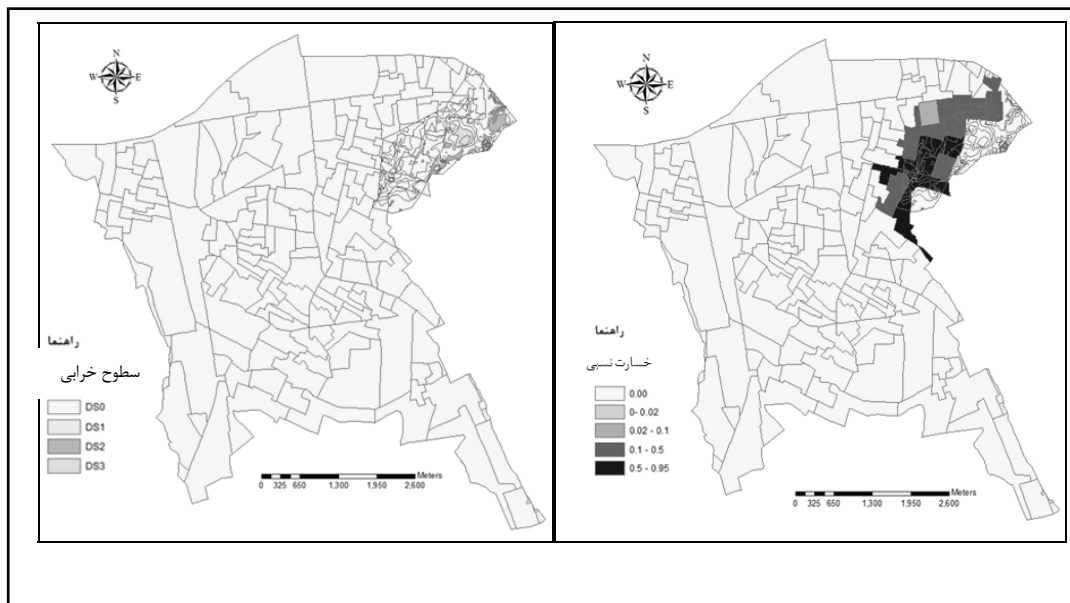 N
W E
S
راهنما
سطوح خرابی
DS0
DS1
DS2
DS3
Meters
0 325 650 1,300 1,950 2,600
N
W E
S
راهنما
خسارت نسبی
0.00
0- 0.02
0.02 - 0.1
0.1 - 0.5
0.5 - 0.95
Meters
0 325 650 1,300 1,950 2,600